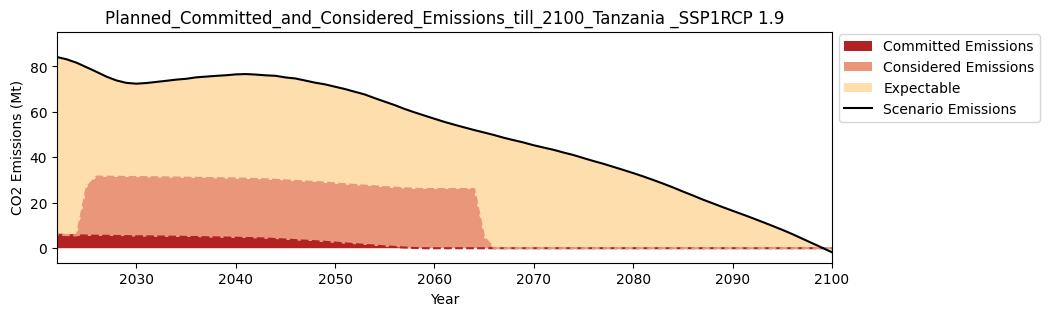 Planned_Committed_and_Considered_Emissions_till_2100_Tanzania _SSP1RCP 1.9
Committed Emissions
Considered Emissions
Expectable
Scenario Emissions
CO2 Emissions (Mt)
80
60
40
20
0
2030 2040 2050 2060 2070 2080 2090 2100
Year